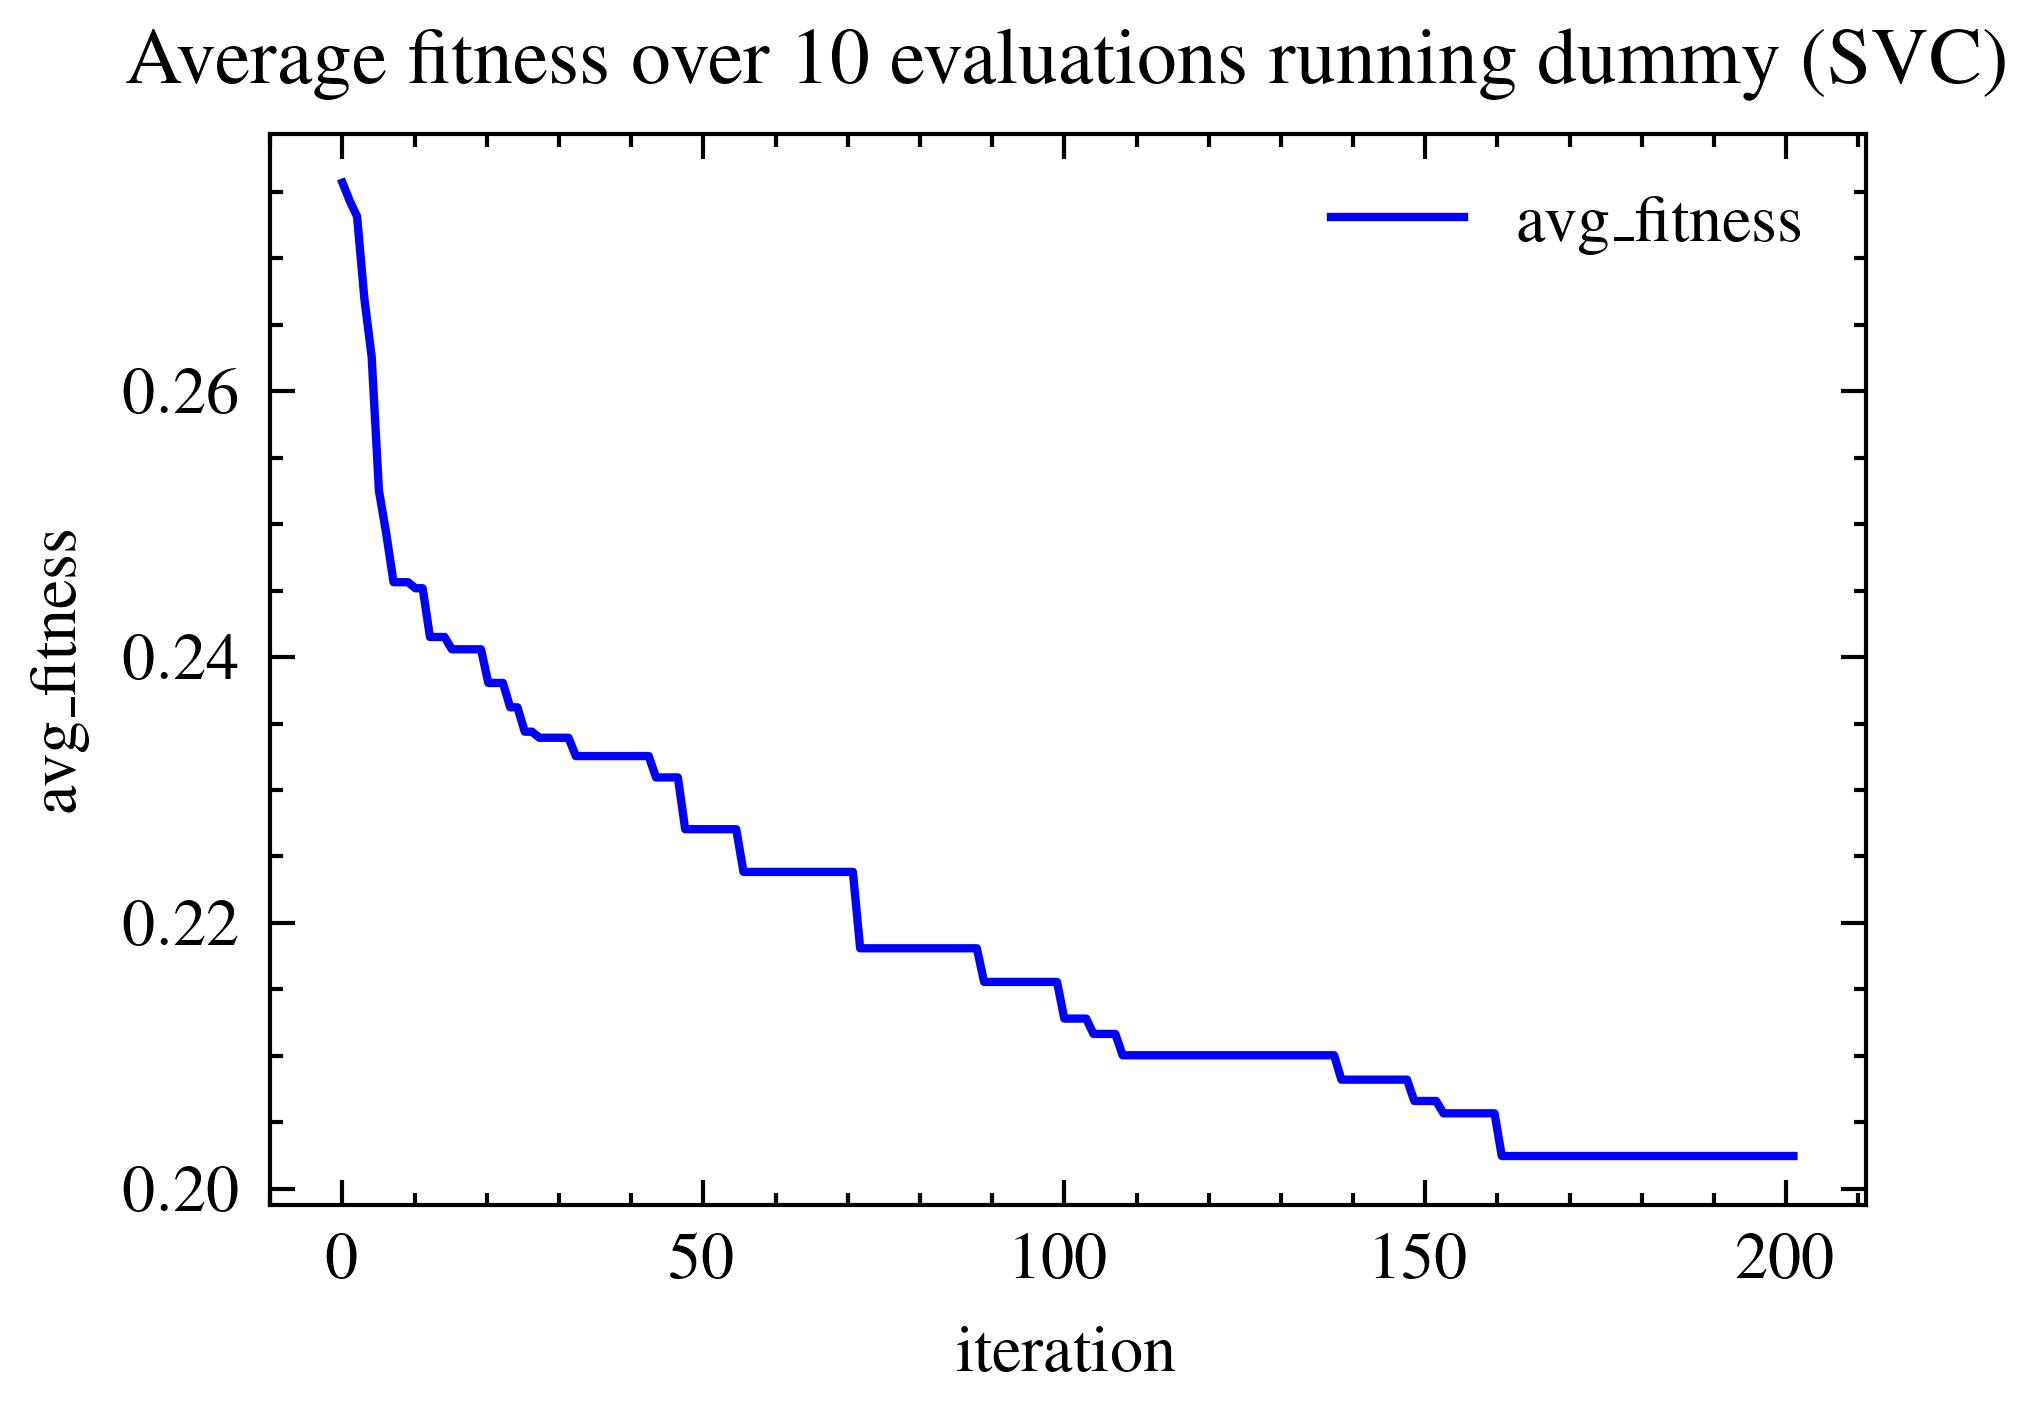 Average fitness over 10 evaluations running dummy (SVC)
avg_fitness
0.26
0.24
0.22
0.20
avg_fitness
0 50 100 150 200
iteration